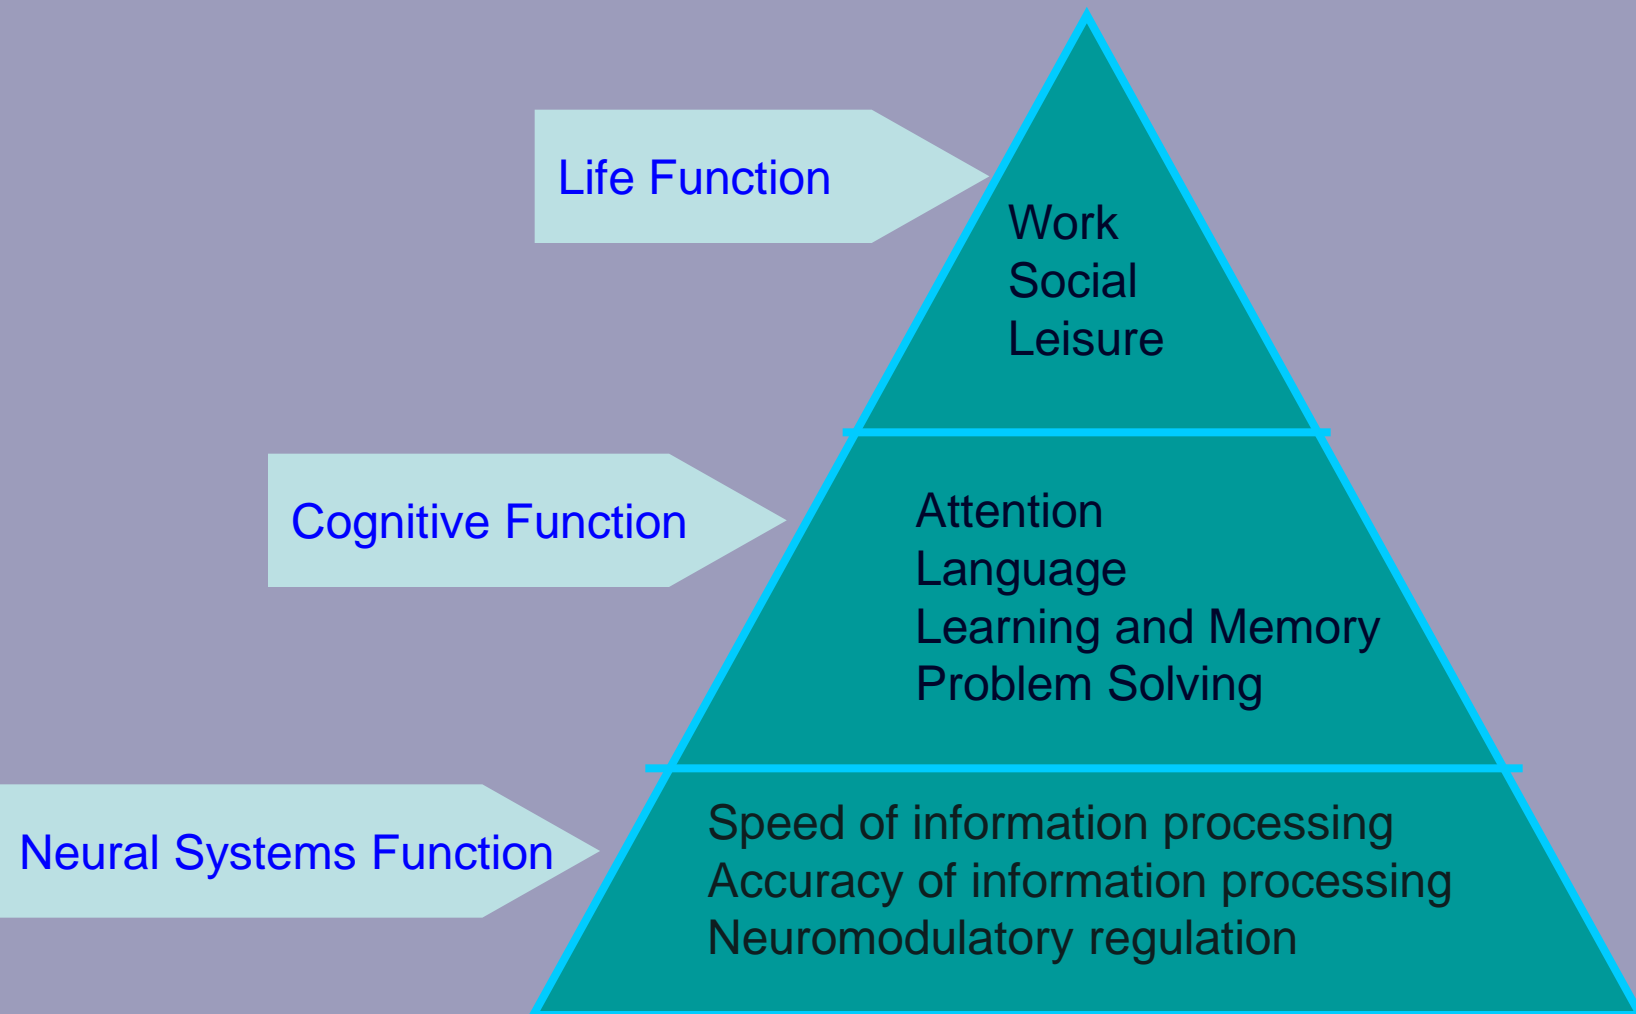 Life Function
Work
Social
Leisure
Cognitive Function
Attention
Language
Learning and Memory
Problem Solving
Neural Systems Function
Speed of information processing
Accuracy of information processing
Neuromodulatory regulation